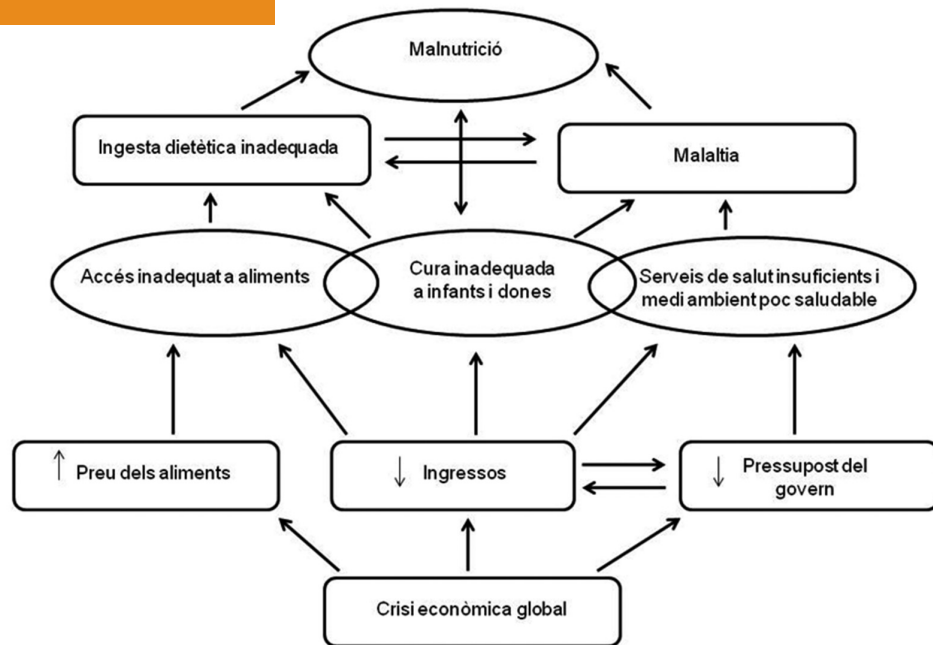 Malnutrició
Ingesta dietètica inadequada
Malaltia
Accés inadequat a aliments
Cura inadequada
a infants i dones
Serveis de salut insuficients i
medi ambient poc saludable
↑ Preu dels aliments
↓ Ingressos
↓ Pressupost del
govern
Crisi econòmica global